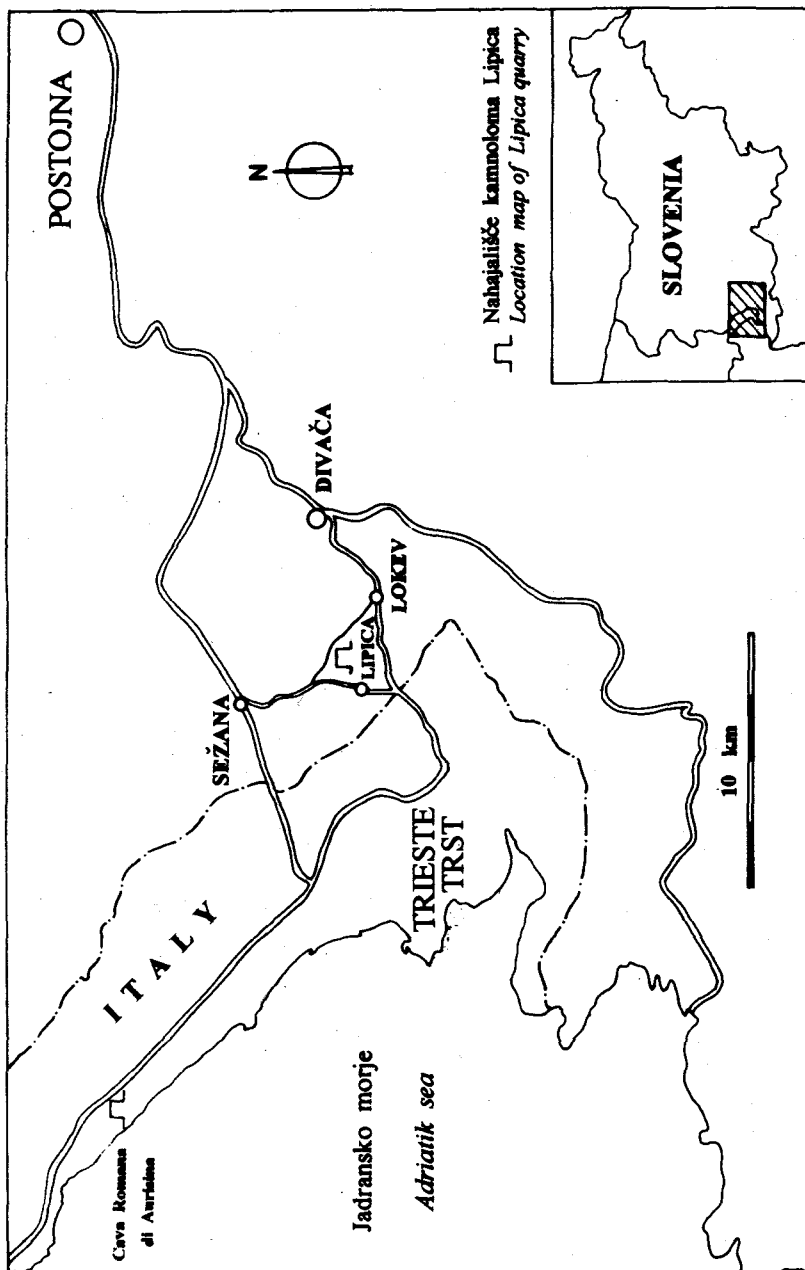 POSTOJNA
N
Nahajališče kamnoloma Lipica
Location map of Lipica quarry
SLOVENIA
DIVAČA
LOKEV
LIPICA
SEŽANA
ITALY
TRIESTE
TRST
10 km
Cava Romana
di Aurisina
Jadransko morje
Adriatik sea